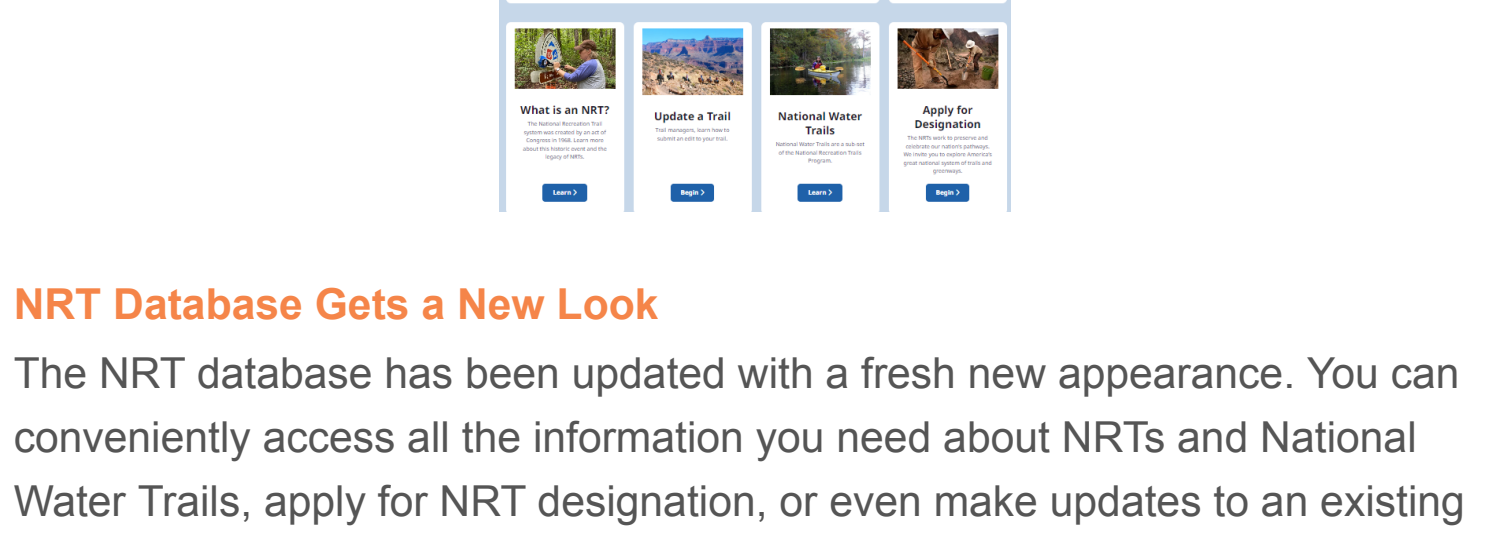 What is an NRT?
The National Recreation Trail
system was created by an act of
Congress in 1968. Learn more
about this historic event and the
legacy of NRTs.
Learn >
Update a Trail
Trail managers, learn how to
submit an edit to your trail.
Begin >
National Water
Trails
National Water Trails are a sub-set
of the National Recreation Trails
Program.
Learn >
Apply for
Designation
The NRTs work to preserve and
celebrate our nation's pathways.
We invite you to explore America's
great national system of trails and
greenways.
Begin >
NRT Database Gets a New Look
The NRT database has been updated with a fresh new appearance. You can
conveniently access all the information you need about NRTs and National
Water Trails, apply for NRT designation, or even make updates to an existing